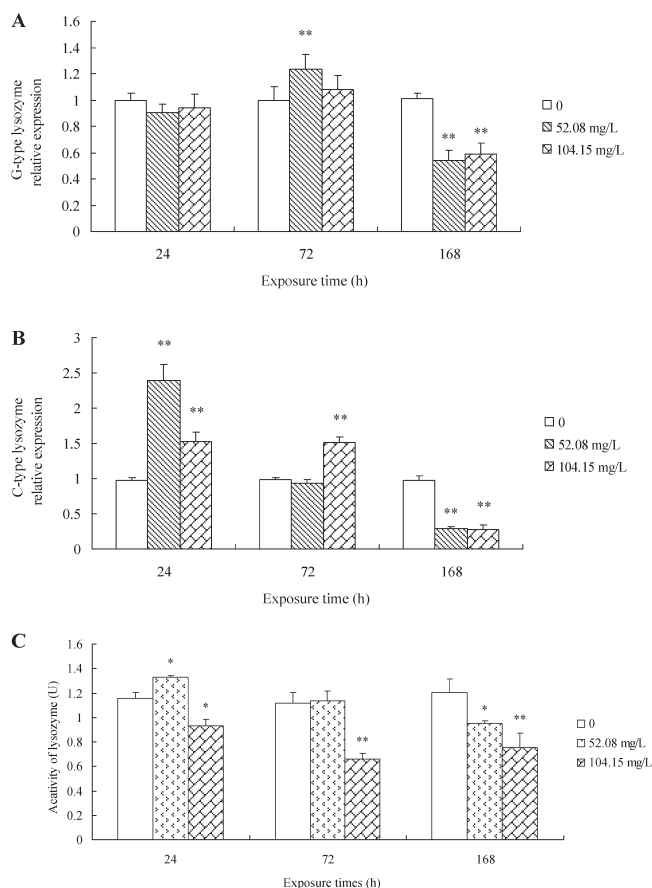 A
G-type lysozyme
relative expression
1.6
1.4
1.2
1
0.8
0.6
0.4
0.2
0
**
**
**
24
72
168
Exposure time (h)
0
52.08 mg/L
104.15 mg/L
B
C-type lysozyme
relative expression
3
2.5
2
1.5
1
0.5
0
**
**
**
**
**
24
72
168
Exposure time (h)
0
52.08 mg/L
104.15 mg/L
C
Acativity of lysozyme (U)
1.6
1.4
1.2
1
0.8
0.6
0.4
0.2
0
*
*
**
*
**
24
72
168
Exposure times (h)
0
52.08 mg/L
104.15 mg/L